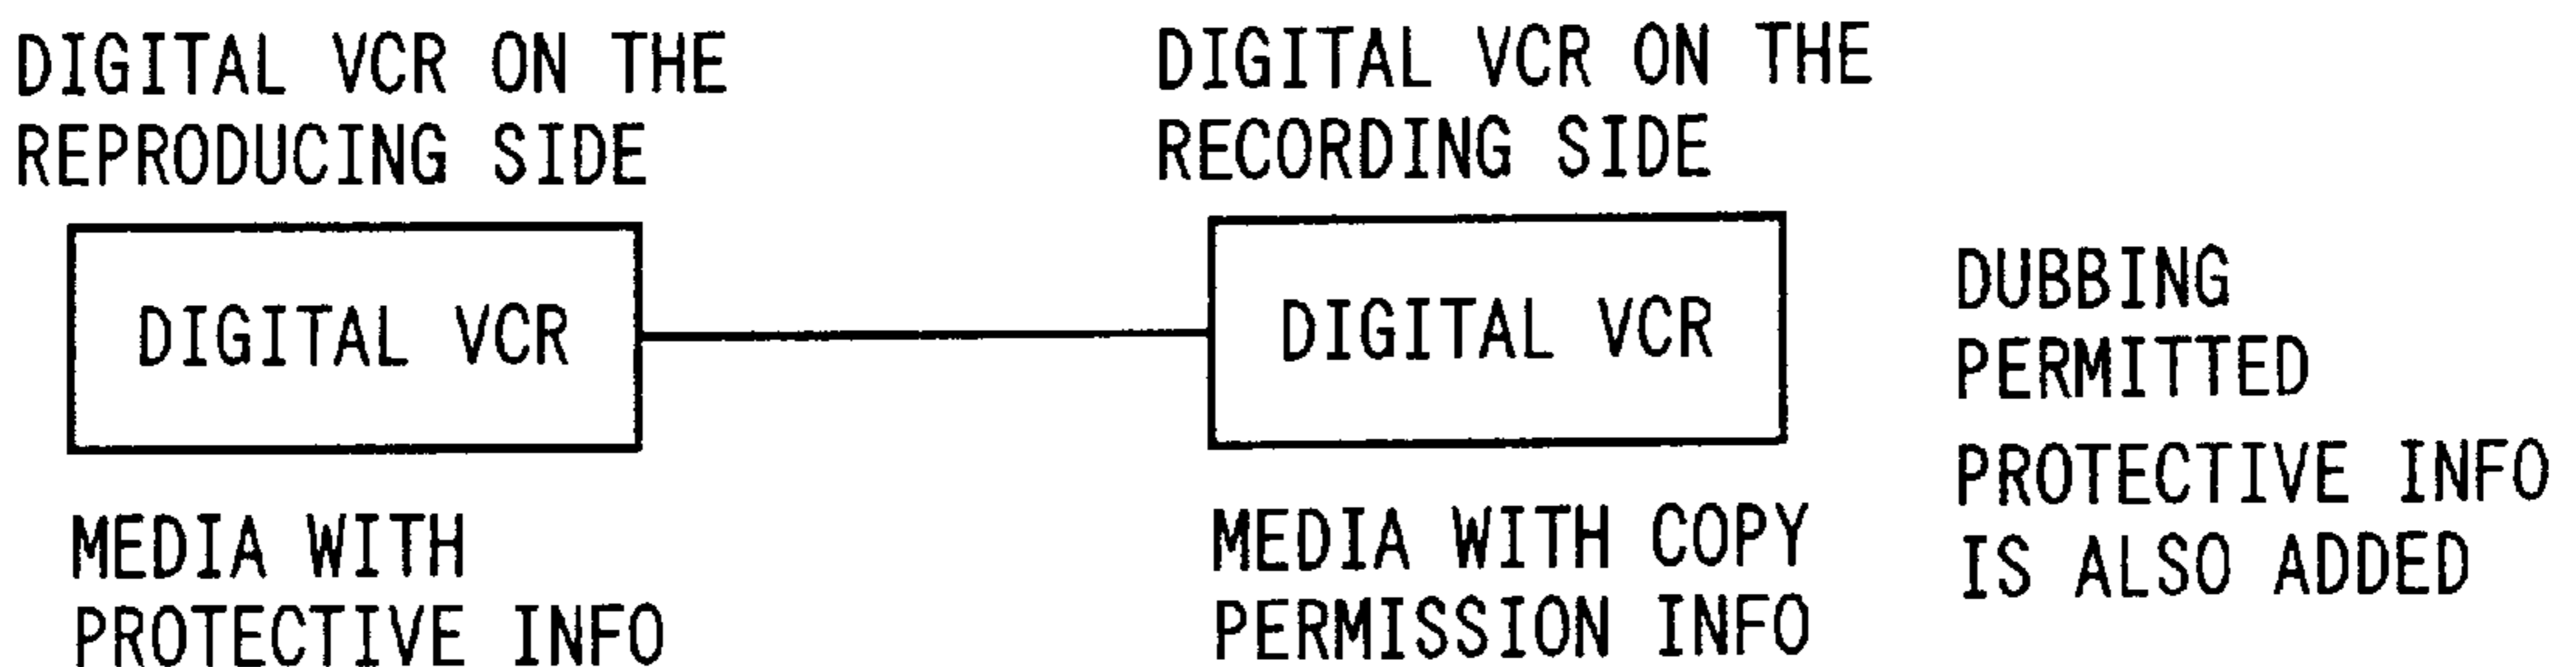 DIGITAL VCR ON THE
REPRODUCING SIDE
DIGITAL VCR
MEDIA WITH
PROTECTIVE INFO
DIGITAL VCR ON THE
RECORDING SIDE
DIGITAL VCR
MEDIA WITH COPY
PERMISSION INFO
DUBBING
PERMITTED
PROTECTIVE INFO
IS ALSO ADDED